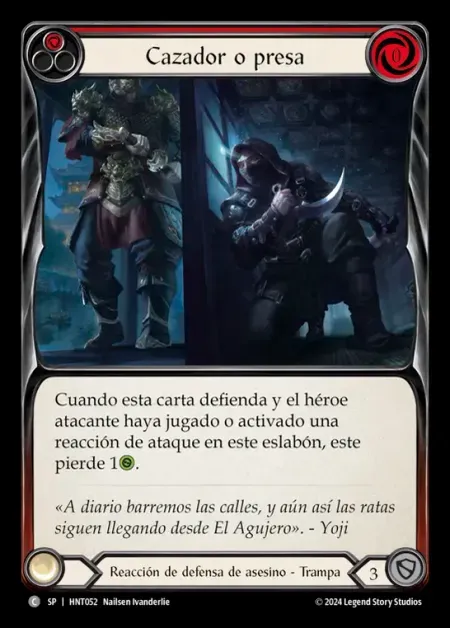 Cazador o presa
0
Cuando esta carta defienda y el héroe
atacante haya jugado o activado una
reacción de ataque en este eslabón, este
pierde 1.
«A diario barremos las calles, y aún así las ratas
siguen llegando desde El Agujero». - Yoji
Reacción de defensa de asesino - Trampa
3
C SP | HNT052 Nailsen Ivanderlie
© 2024 Legend Story Studios